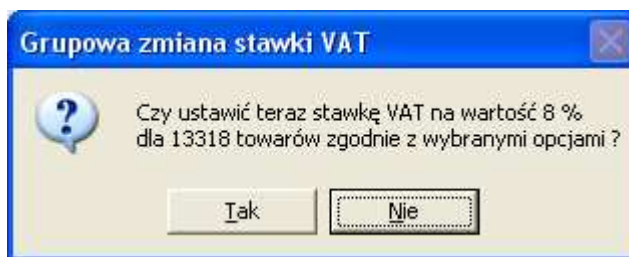 Grupowa zmiana stawki VAT
Czy ustawić teraz stawkę VAT na wartość 8 %
dla 13318 towarów zgodnie z wybranymi opcjami ?
Tak
Nie